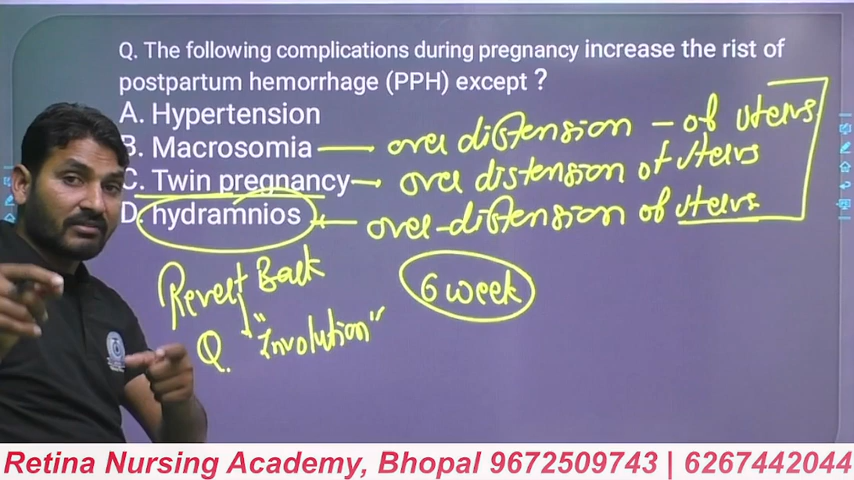 Q. The following complications during pregnancy increase the rist of
postpartum hemorrhage (PPH) except ?
A. Hypertension
B. Macrosomia — over distension - of uterus
C. Twin pregnancy — over distension of uterus
D. hydramnios — over-distension of uterus
Revert Back
6 week
Q. "Involution"
Retina Nursing Academy, Bhopal 9672509743 | 6267442044